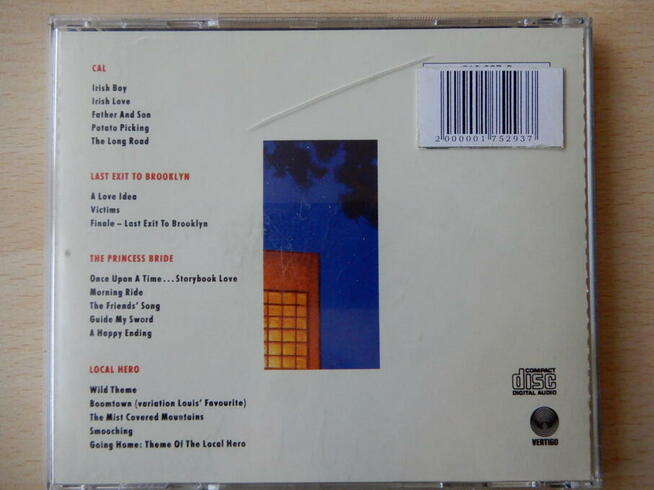 CAL
Irish Boy
Irish Love
Father And Son
Potato Picking
The Long Road
LAST EXIT TO BROOKLYN
A Love Idea
Victims
Finale – Last Exit To Brooklyn
THE PRINCESS BRIDE
Once Upon A Time...Storybook Love
Morning Ride
The Friends' Song
Guide My Sword
A Happy Ending
LOCAL HERO
Wild Theme
Boomtown (variation Louis' Favourite)
The Mist Covered Mountains
Smooching
Going Home: Theme Of The Local Hero
2 000001 752937
COMPACT
disc
DIGITAL AUDIO
VERTIGO